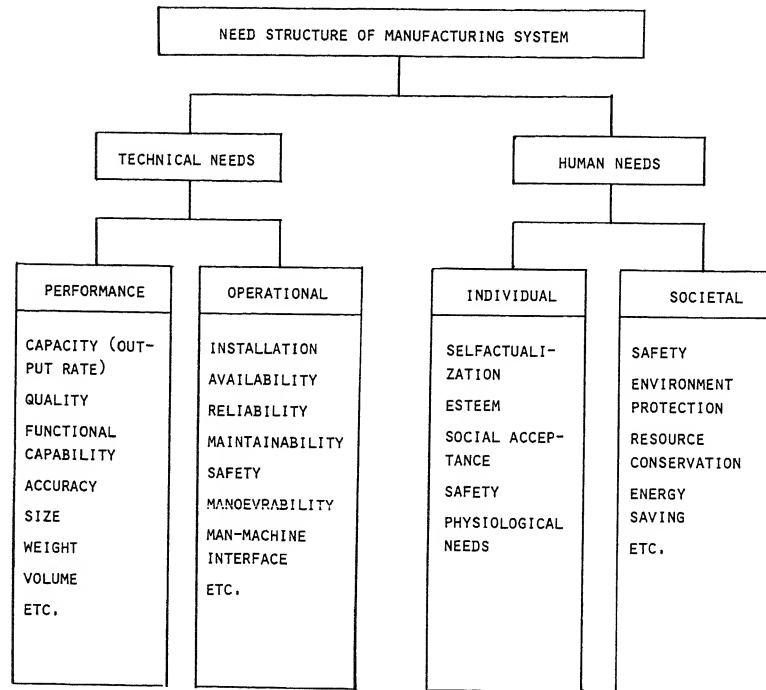 NEED STRUCTURE OF MANUFACTURING SYSTEM
TECHNICAL NEEDS
HUMAN NEEDS
PERFORMANCE
CAPACITY (OUT-
PUT RATE)
QUALITY
FUNCTIONAL
CAPABILITY
ACCURACY
SIZE
WEIGHT
VOLUME
ETC.
OPERATIONAL
INSTALLATION
AVAILABILITY
RELIABILITY
MAINTAINABILITY
SAFETY
MANOEVRABILITY
MAN-MACHINE
INTERFACE
ETC.
INDIVIDUAL
SELFACTUALI-
ZATION
ESTEEM
SOCIAL ACCEP-
TANCE
SAFETY
PHYSIOLOGICAL
NEEDS
SOCIETAL
SAFETY
ENVIRONMENT
PROTECTION
RESOURCE
CONSERVATION
ENERGY
SAVING
ETC.